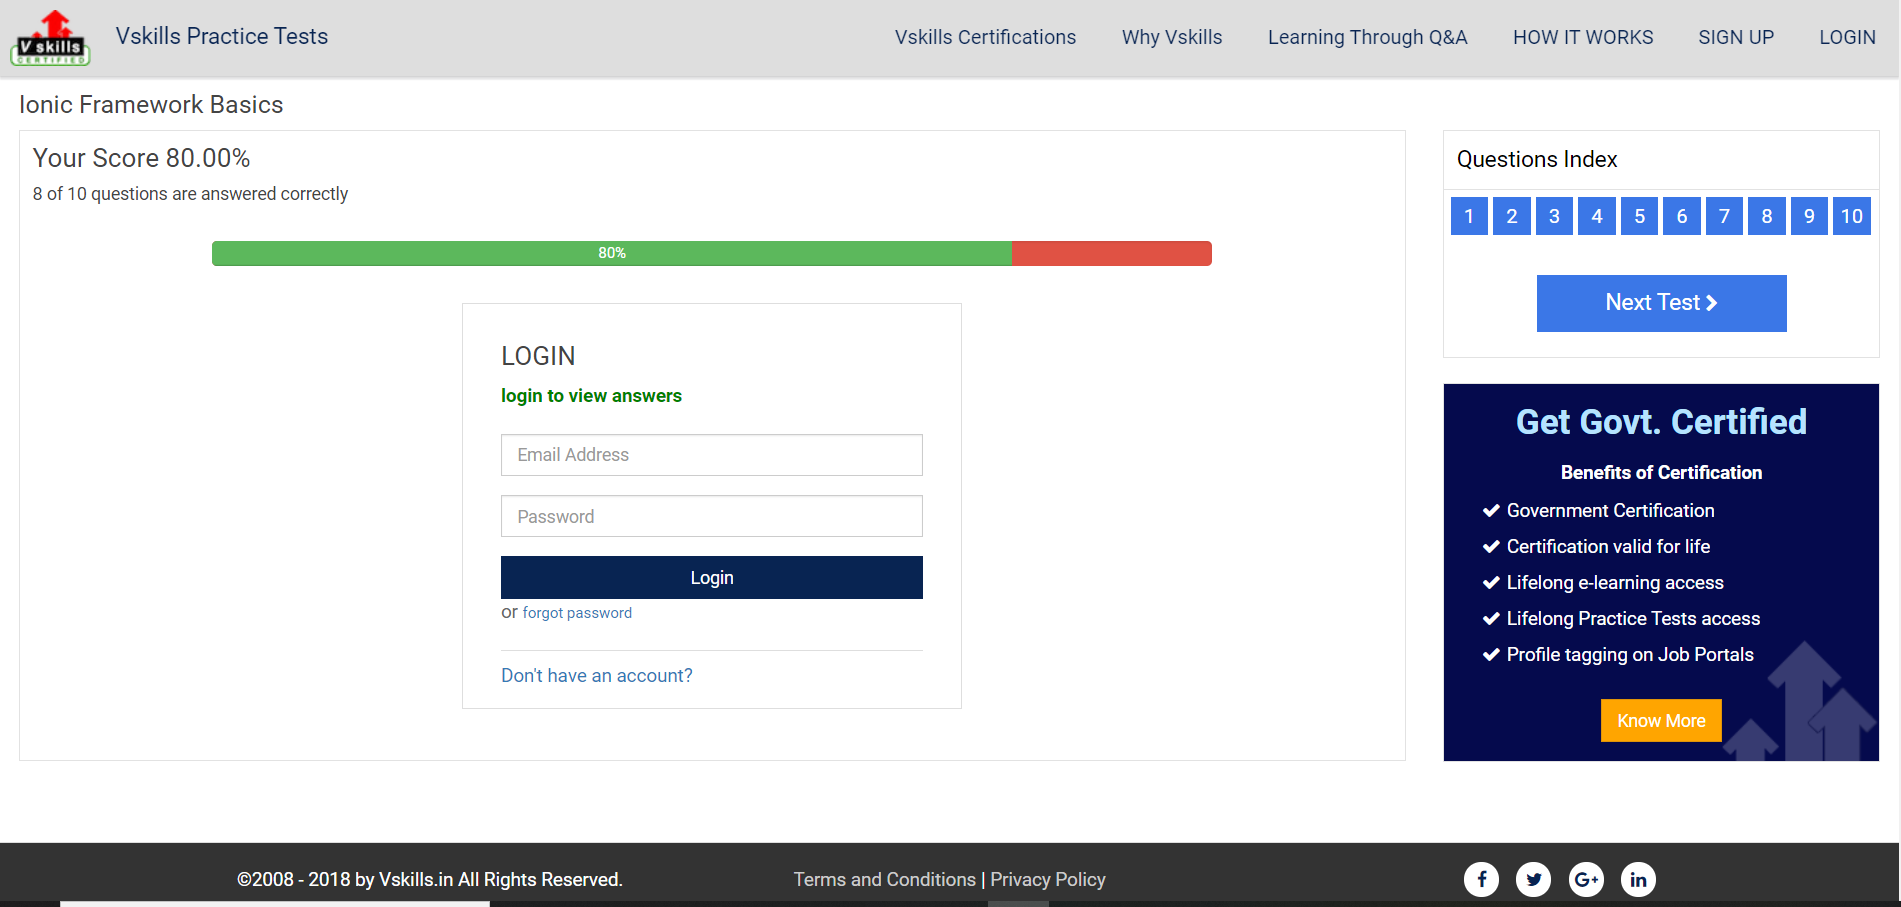 V skills
CERTIFIED
Vskills Practice Tests
Vskills Certifications
Why Vskills
Learning Through Q&A
HOW IT WORKS
SIGN UP
LOGIN
Ionic Framework Basics
Your Score 80.00%
8 of 10 questions are answered correctly
80%
LOGIN
login to view answers
Email Address
Password
Login
or forgot password
Don't have an account?
Questions Index
1 2 3 4 5 6 7 8 9 10
Next Test
Get Govt. Certified
Benefits of Certification
Government Certification
Certification valid for life
Lifelong e-learning access
Lifelong Practice Tests access
Profile tagging on Job Portals
Know More
©2008 - 2018 by Vskills.in All Rights Reserved.
Terms and Conditions | Privacy Policy
f
G+
in